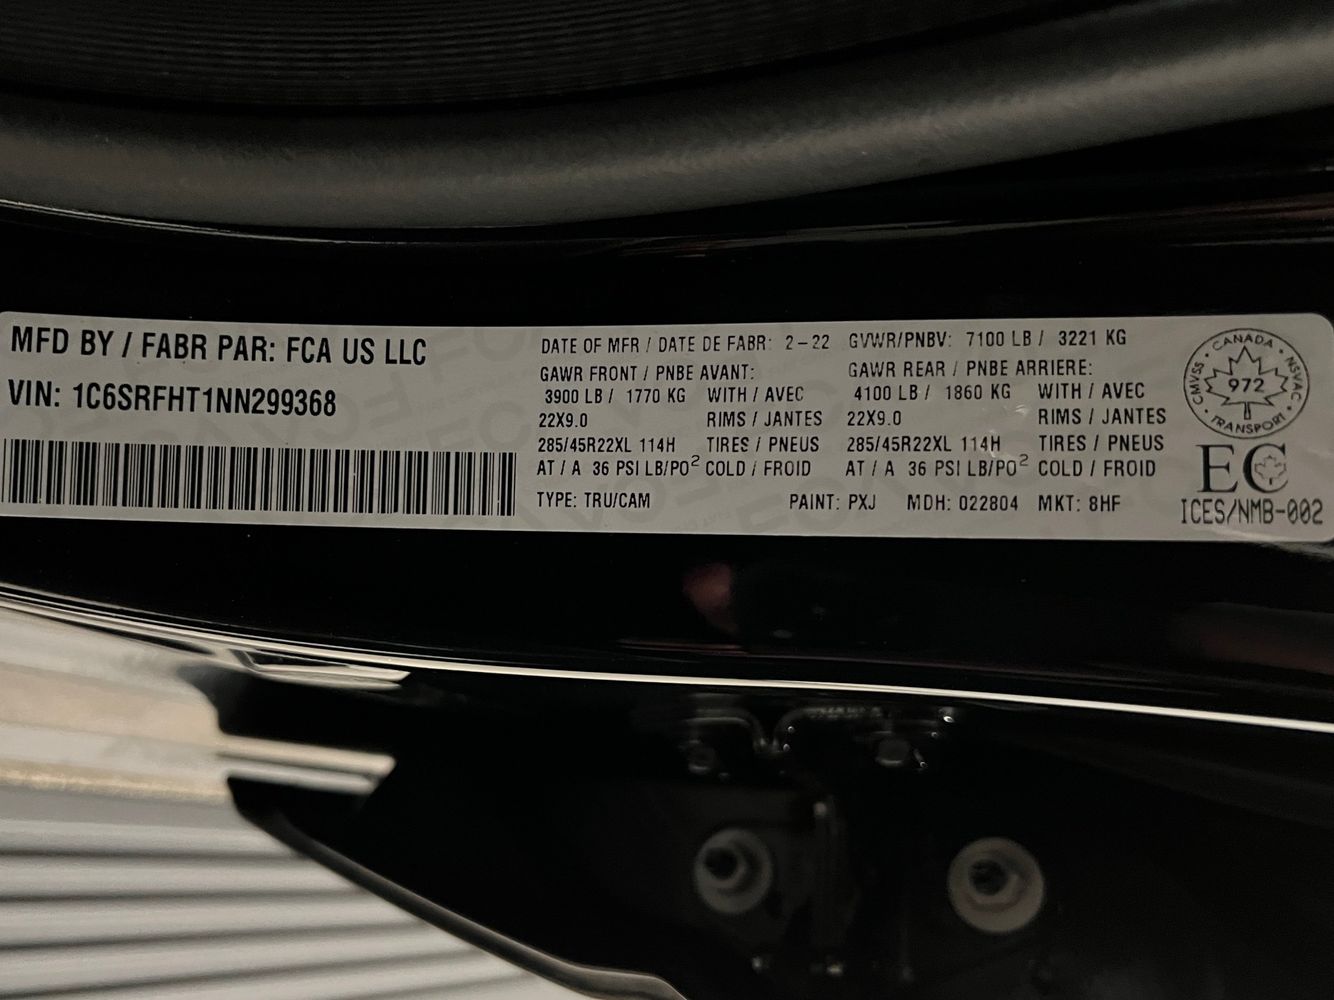 MFD BY / FABR PAR: FCA US LLC
VIN: 1C6SRFHT1NN299368
DATE OF MFR / DATE DE FABR: 2-22 GVWR/PNBV: 7100 LB / 3221 KG
GAWR FRONT / PNBE AVANT: GAWR REAR / PNBE ARRIERE:
3900 LB / 1770 KG WITH / AVEC 4100 LB / 1860 KG WITH / AVEC
22X9.0 RIMS / JANTES 22X9.0 RIMS / JANTES
285/45R22XL 114H TIRES / PNEUS 285/45R22XL 114H TIRES / PNEUS
AT / A 36 PSI LB/PO² COLD / FROID AT / A 36 PSI LB/PO² COLD / FROID
TYPE: TRU/CAM PAINT: PXJ MDH: 022804 MKT: 8HF
CANADA · NSVAC · TRANSPORT · CMVSS
972
EC
ICES/NMB-002